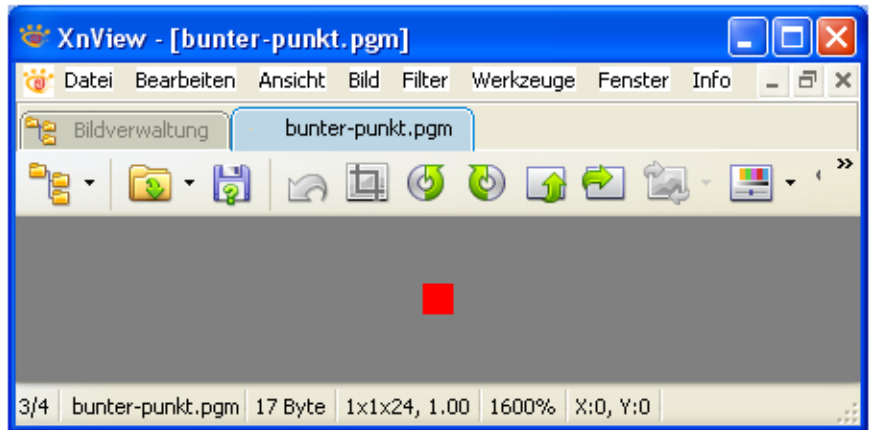 XnView - [bunter-punkt.pgm]
Datei Bearbeiten Ansicht Bild Filter Werkzeuge Fenster Info
Bildverwaltung bunter-punkt.pgm
3/4 bunter-punkt.pgm 17 Byte 1x1x24, 1.00 1600% X:0, Y:0